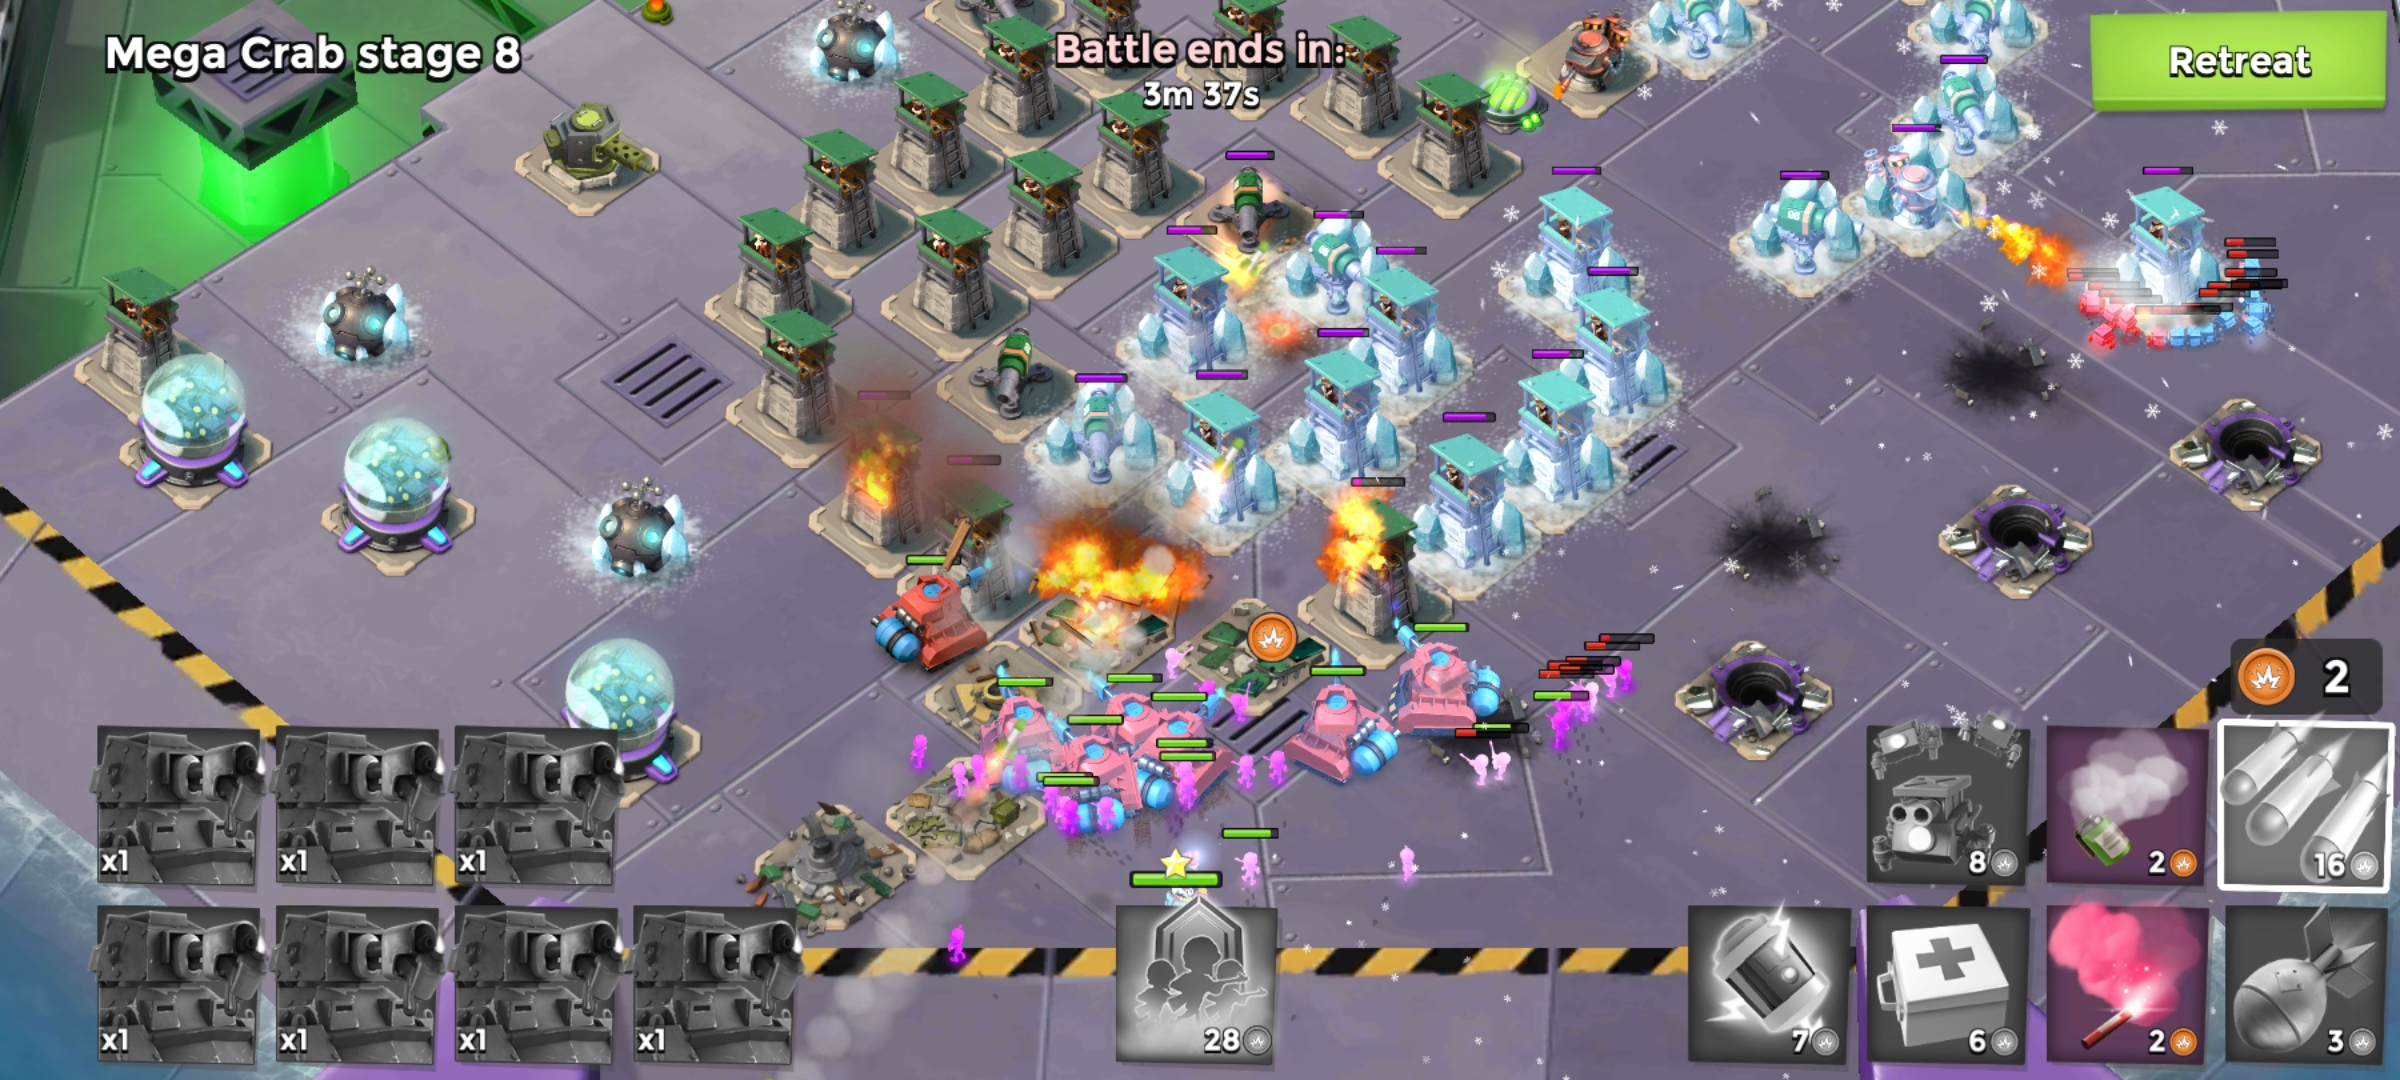 Mega Crab stage 8
Battle ends in:
3m 37s
Retreat
2
x1
x1
x1
8
2
16
x1
x1
x1
x1
28
7
6
2
3